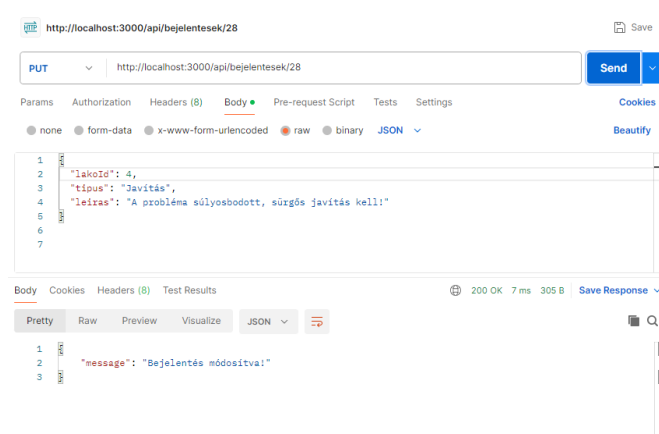 HTTP http://localhost:3000/api/bejelentesek/28 Save
PUT http://localhost:3000/api/bejelentesek/28 Send
Params Authorization Headers (8) Body Pre-request Script Tests Settings Cookies
none form-data x-www-form-urlencoded raw binary JSON Beautify
1 {
2 "lakoId": 4,
3 "tipus": "Javítás",
4 "leiras": "A probléma súlyosbodott, sürgős javítás kell!"
5 }
6
7
Body Cookies Headers (8) Test Results 200 OK 7 ms 305 B Save Response
Pretty Raw Preview Visualize JSON
1 {
2 "message": "Bejelentés módosítva!"
3 }